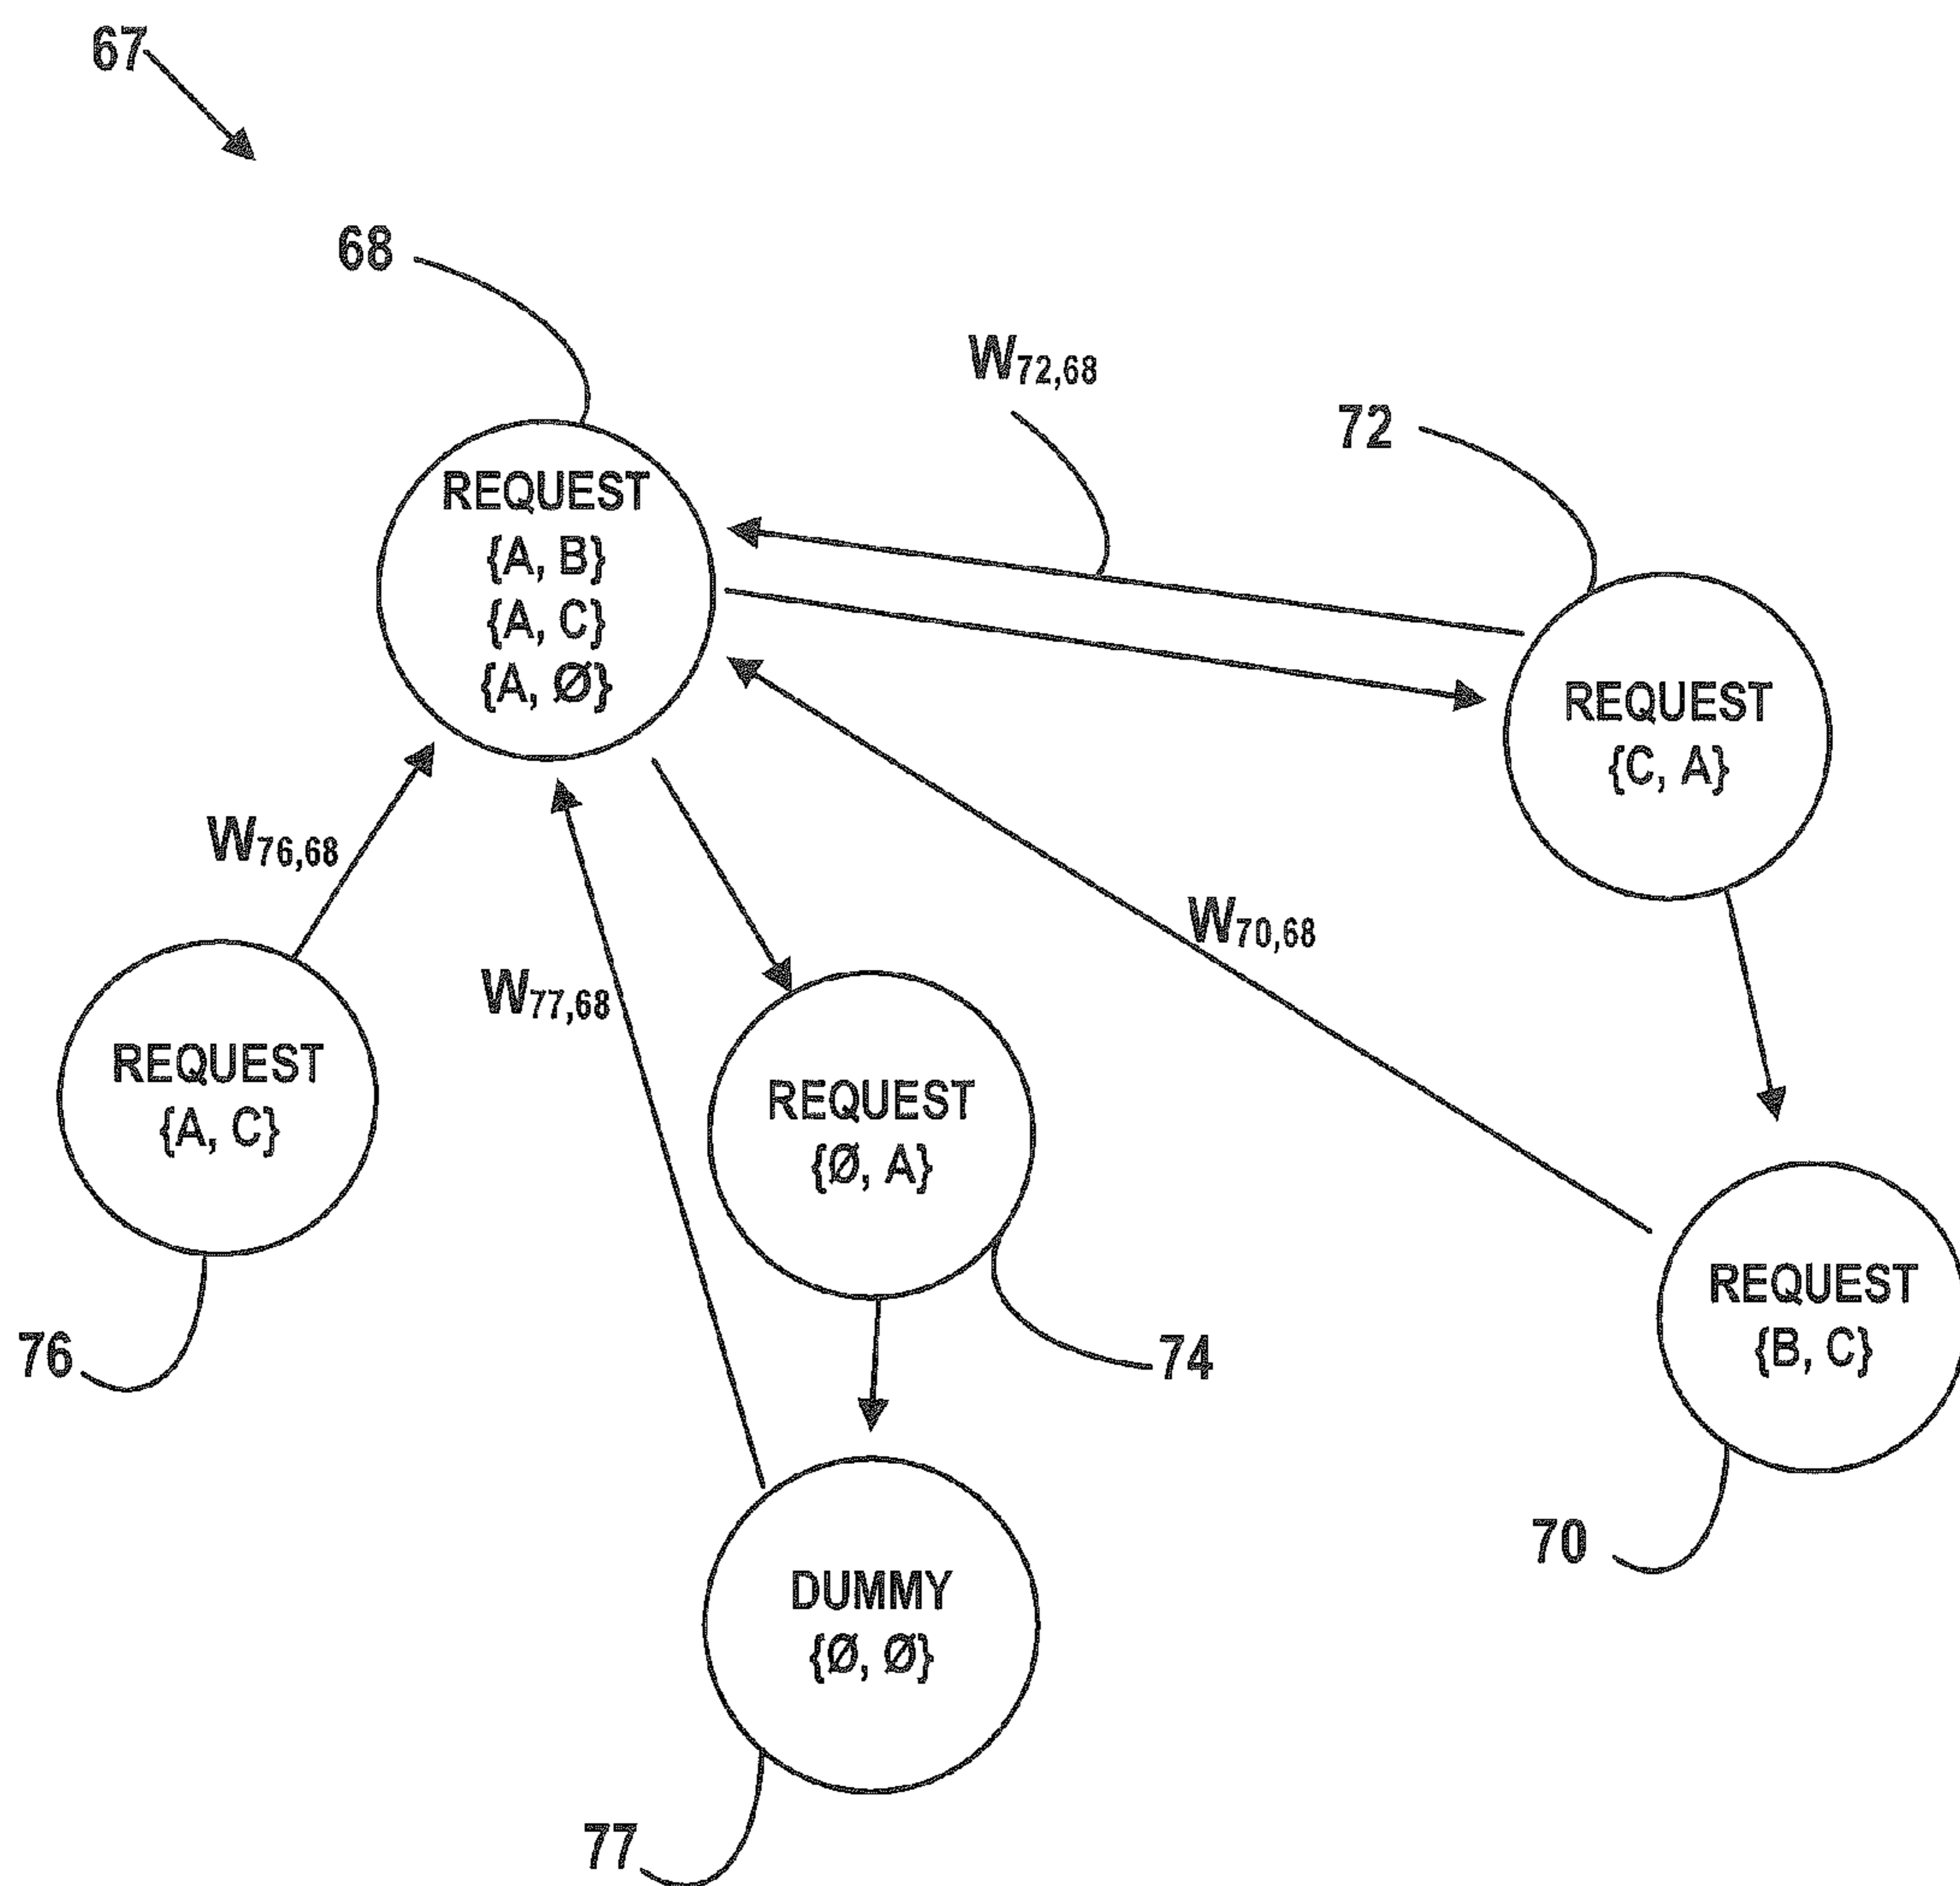 67
68
W72,68
72
REQUEST
{A, B}
{A, C}
{A, Ø}
REQUEST
{C, A}
W76,68
W70,68
W77,68
REQUEST
{A, C}
REQUEST
{Ø, A}
REQUEST
{B, C}
76
74
70
DUMMY
{Ø, Ø}
77